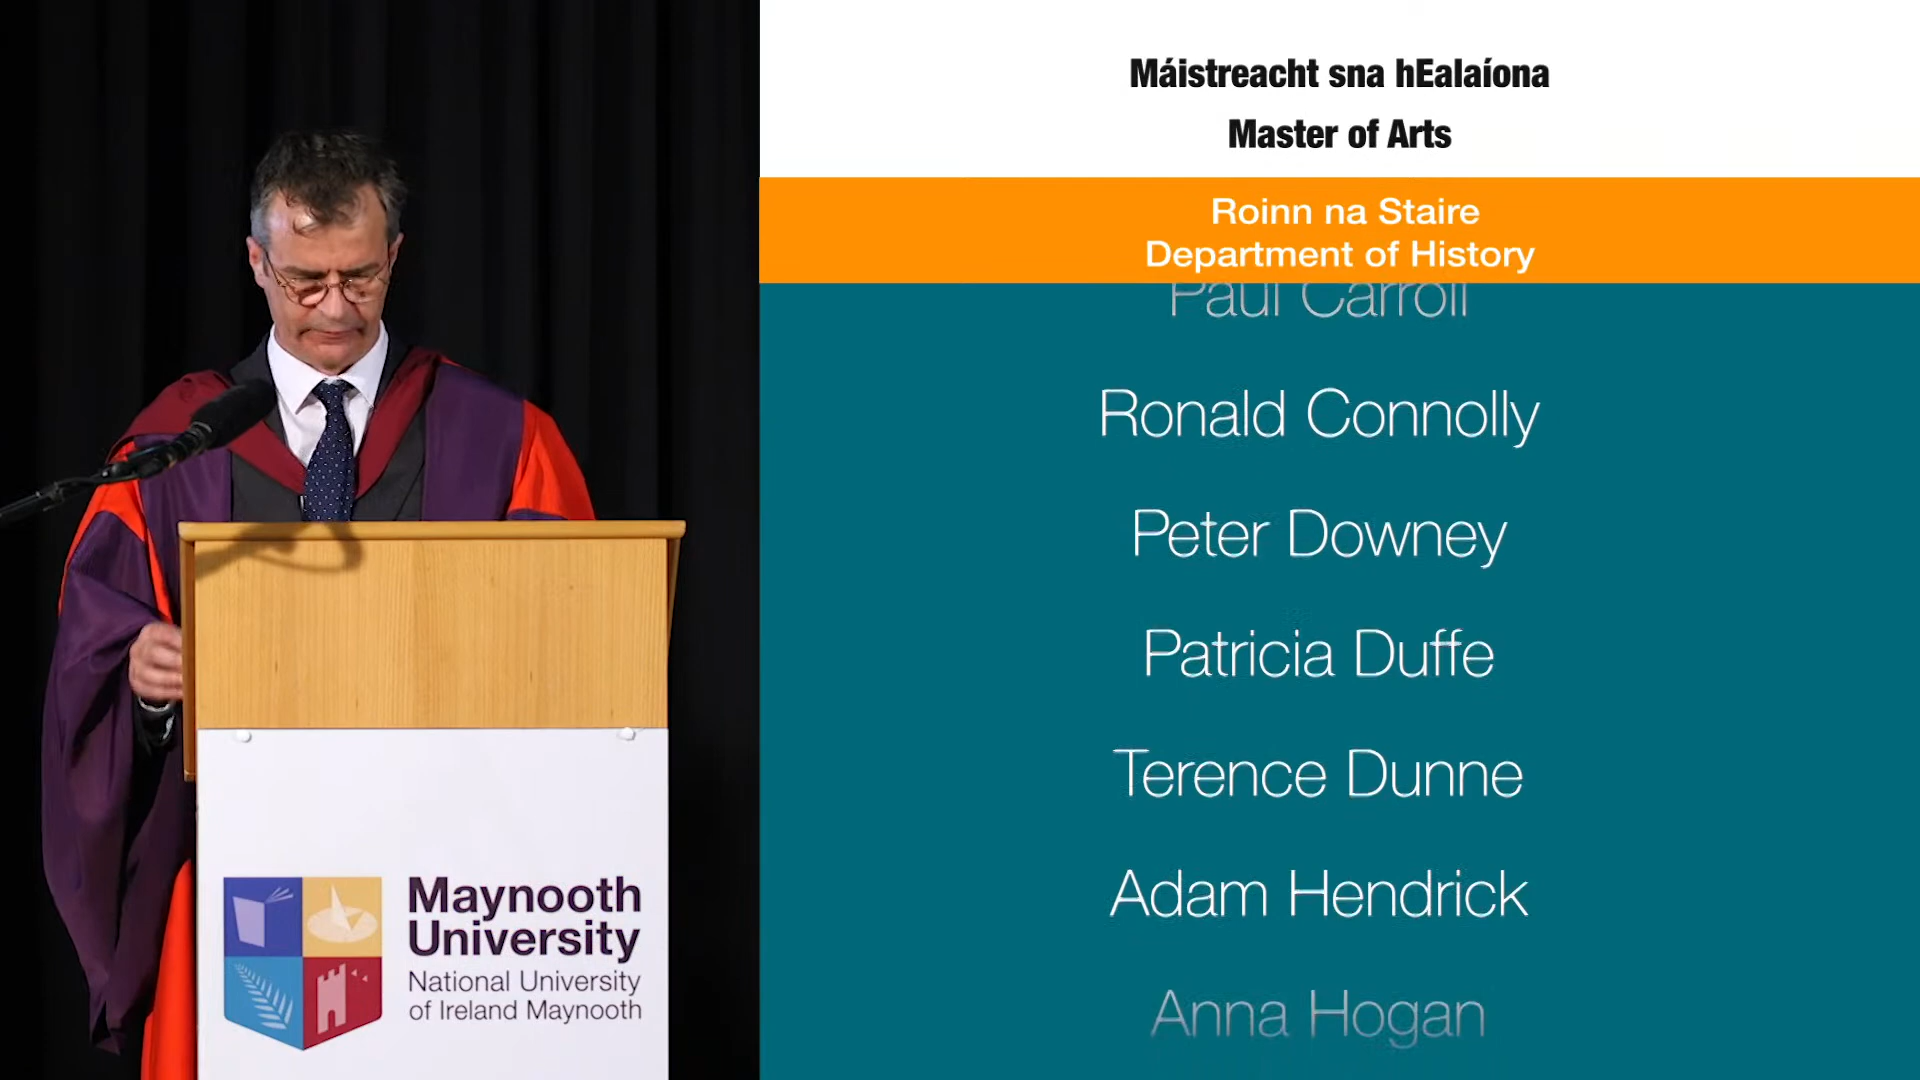 Máistreacht sna hEalaíona
Master of Arts
Roinn na Staire
Department of History
Paul Carroll
Ronald Connolly
Peter Downey
Patricia Duffe
Terence Dunne
Adam Hendrick
Anna Hogan
Maynooth
University
National University
of Ireland Maynooth